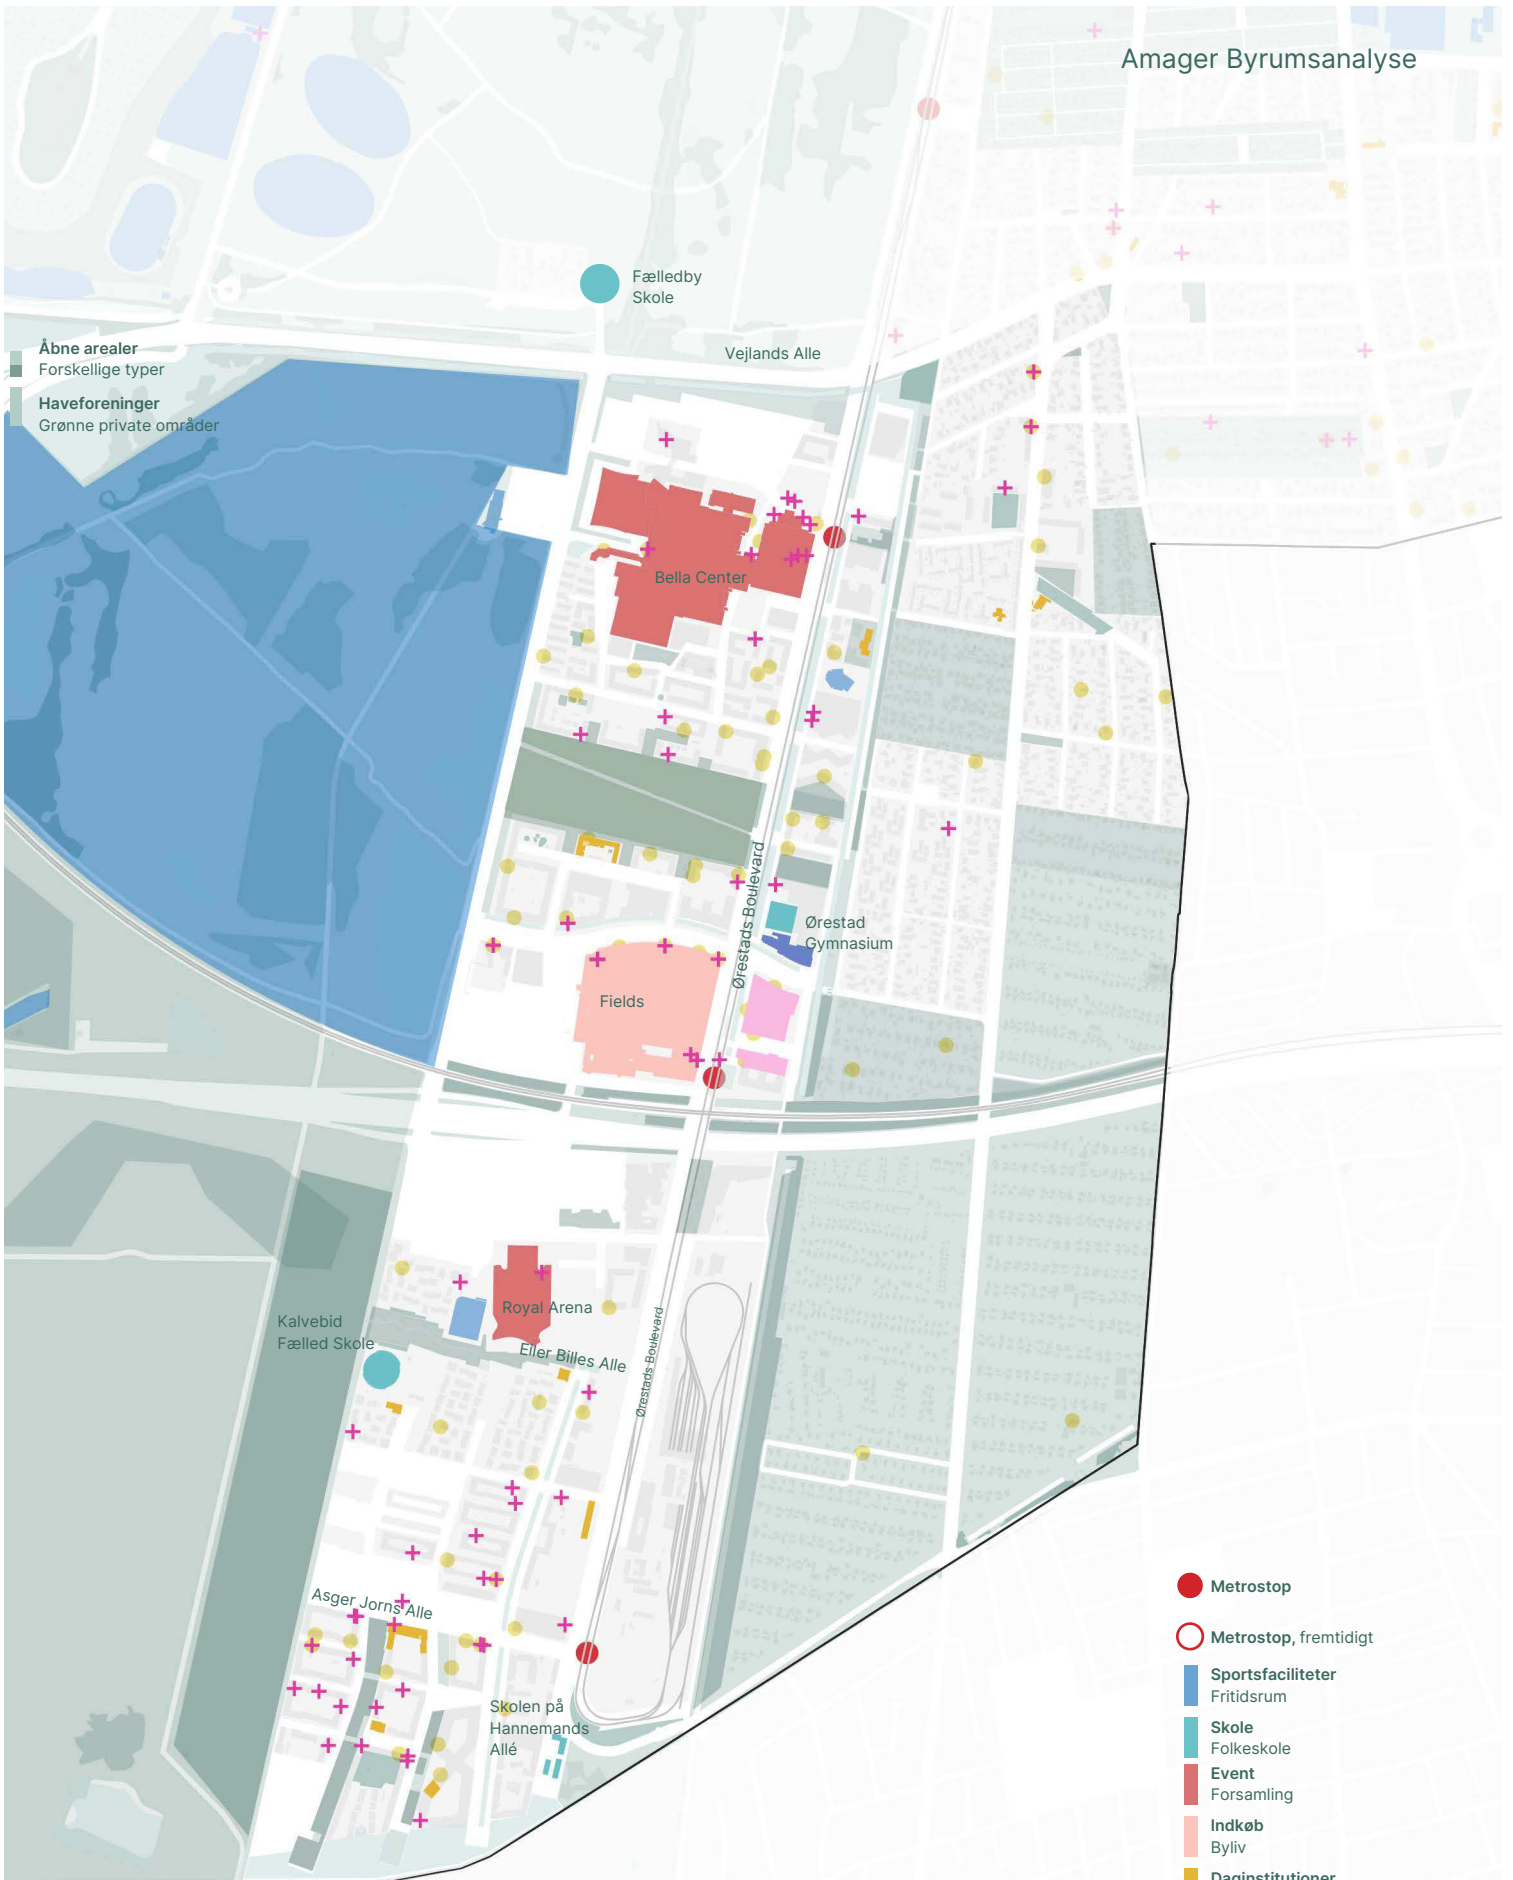 Amager Byrumsanalyse
Fælledby
Skole
Vejlands Alle
Åbne arealer
Forskellige typer
Haveforeninger
Grønne private områder
Bella Center
Ørestads Boulevard
Ørestad
Gymnasium
Fields
Royal Arena
Kalvebid
Fælled Skole
Eller Billes Alle
Ørestads Boulevard
Asger Jorns Alle
Skolen på
Hannemands
Allé
Metrostop
Metrostop, fremtidigt
Sportsfaciliteter
Fritidsrum
Skole
Folkeskole
Event
Forsamling
Indkøb
Byliv
Daginstitutioner